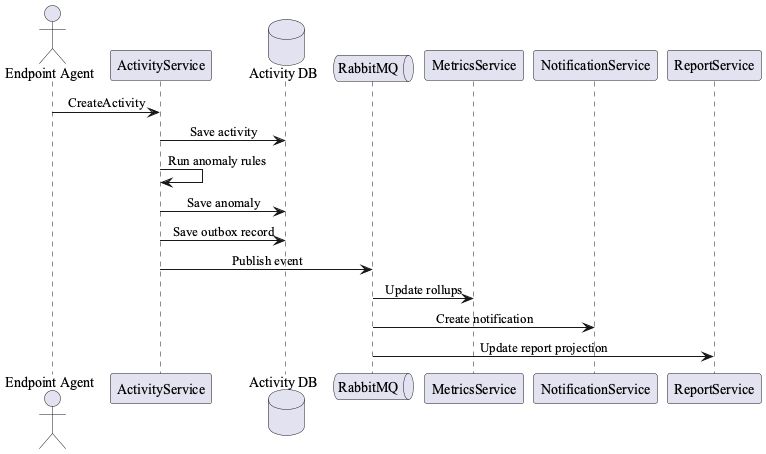 Endpoint Agent
ActivityService
Activity DB
RabbitMQ
MetricsService
NotificationService
ReportService
CreateActivity
Save activity
Run anomaly rules
Save anomaly
Save outbox record
Publish event
Update rollups
Create notification
Update report projection
Endpoint Agent
ActivityService
Activity DB
RabbitMQ
MetricsService
NotificationService
ReportService